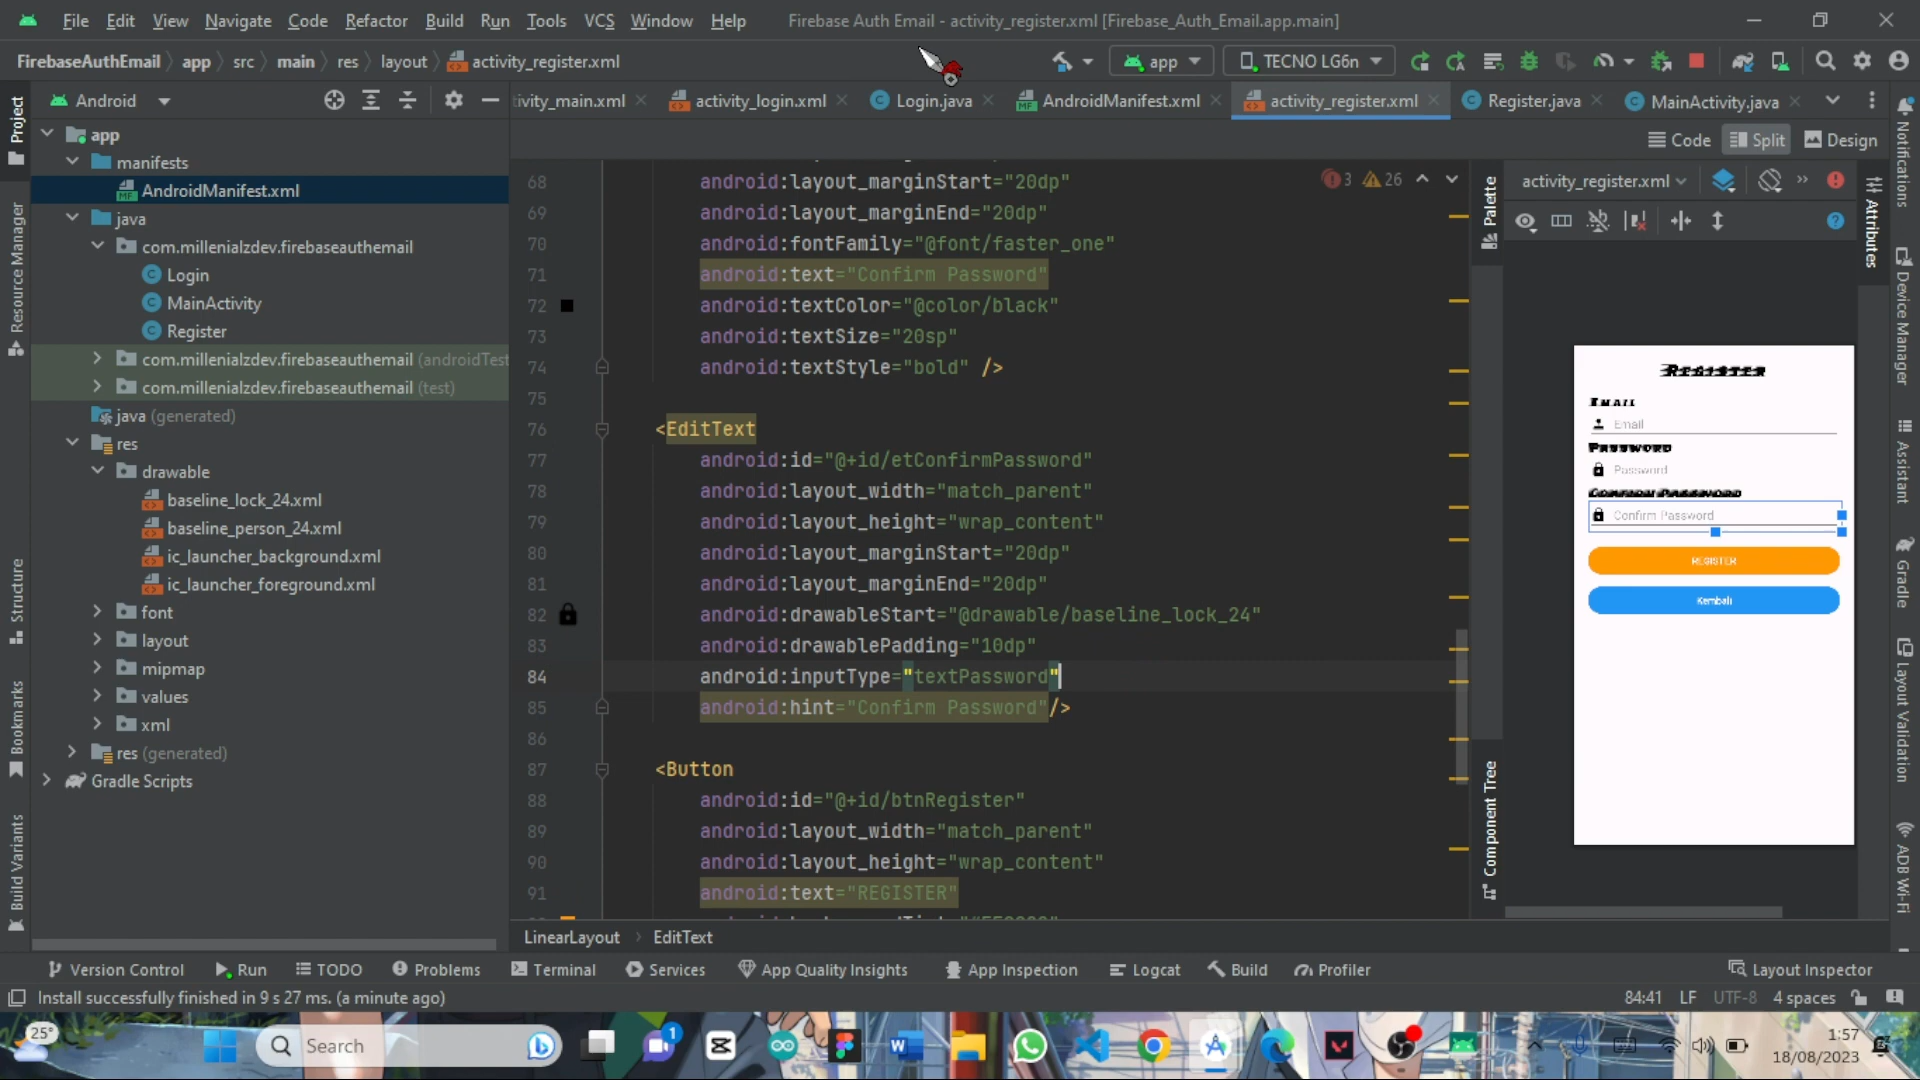 File Edit View Navigate Code Refactor Build Run Tools VCS Window Help Firebase Auth Email - activity_register.xml [Firebase_Auth_Email.app.main]
FirebaseAuthEmail app src main res layout activity_register.xml app TECNO LG6n
Project
Android
ivity_main.xml activity_login.xml Login.java AndroidManifest.xml activity_register.xml Register.java MainActivity.java
Code Split Design
app
manifests
AndroidManifest.xml
java
com.millenialzdev.firebaseauthemail
Login
MainActivity
Register
com.millenialzdev.firebaseauthemail (androidTest
com.millenialzdev.firebaseauthemail (test)
java (generated)
res
drawable
baseline_lock_24.xml
baseline_person_24.xml
ic_launcher_background.xml
ic_launcher_foreground.xml
font
layout
mipmap
values
xml
res (generated)
Gradle Scripts
Resource Manager
Structure
Bookmarks
Build Variants
68 android:layout_marginStart="20dp"
69 android:layout_marginEnd="20dp"
70 android:fontFamily="@font/faster_one"
71 android:text="Confirm Password"
72 android:textColor="@color/black"
73 android:textSize="20sp"
74 android:textStyle="bold" />
75
76 <EditText
77 android:id="@+id/etConfirmPassword"
78 android:layout_width="match_parent"
79 android:layout_height="wrap_content"
80 android:layout_marginStart="20dp"
81 android:layout_marginEnd="20dp"
82 android:drawableStart="@drawable/baseline_lock_24"
83 android:drawablePadding="10dp"
84 android:inputType="textPassword"
85 android:hint="Confirm Password"/>
86
87 <Button
88 android:id="@+id/btnRegister"
89 android:layout_width="match_parent"
90 android:layout_height="wrap_content"
91 android:text="REGISTER"
3 26
LinearLayout EditText
Palette
Component Tree
activity_register.xml
Register
Email
Email
Password
Password
Confirm Password
Confirm Password
REGISTER
Kembali
Attributes
Notifications
Device Manager
Assistant
Gradle
Layout Validation
ADB Wi-Fi
Version Control Run TODO Problems Terminal Services App Quality Insights App Inspection Logcat Build Profiler Layout Inspector
Install successfully finished in 9 s 27 ms. (a minute ago) 84:41 LF UTF-8 4 spaces
25°
Search
1
1:57
18/08/2023